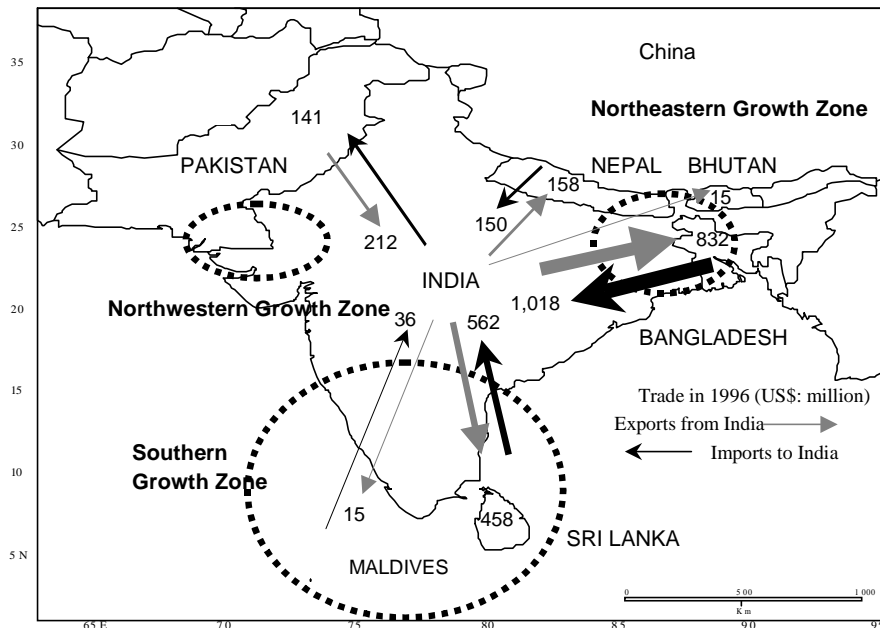 China
35
Northeastern Growth Zone
141
30
PAKISTAN
NEPAL
BHUTAN
158
15
25
150
212
832
INDIA
1,018
Northwestern Growth Zone
20
36
562
BANGLADESH
15
Trade in 1996 (US$: million)
Exports from India
Imports to India
Southern
Growth Zone
10
15
458
SRI LANKA
5 N
MALDIVES
0
500
1 000
K m
65 E
70
75
80
85
90
95